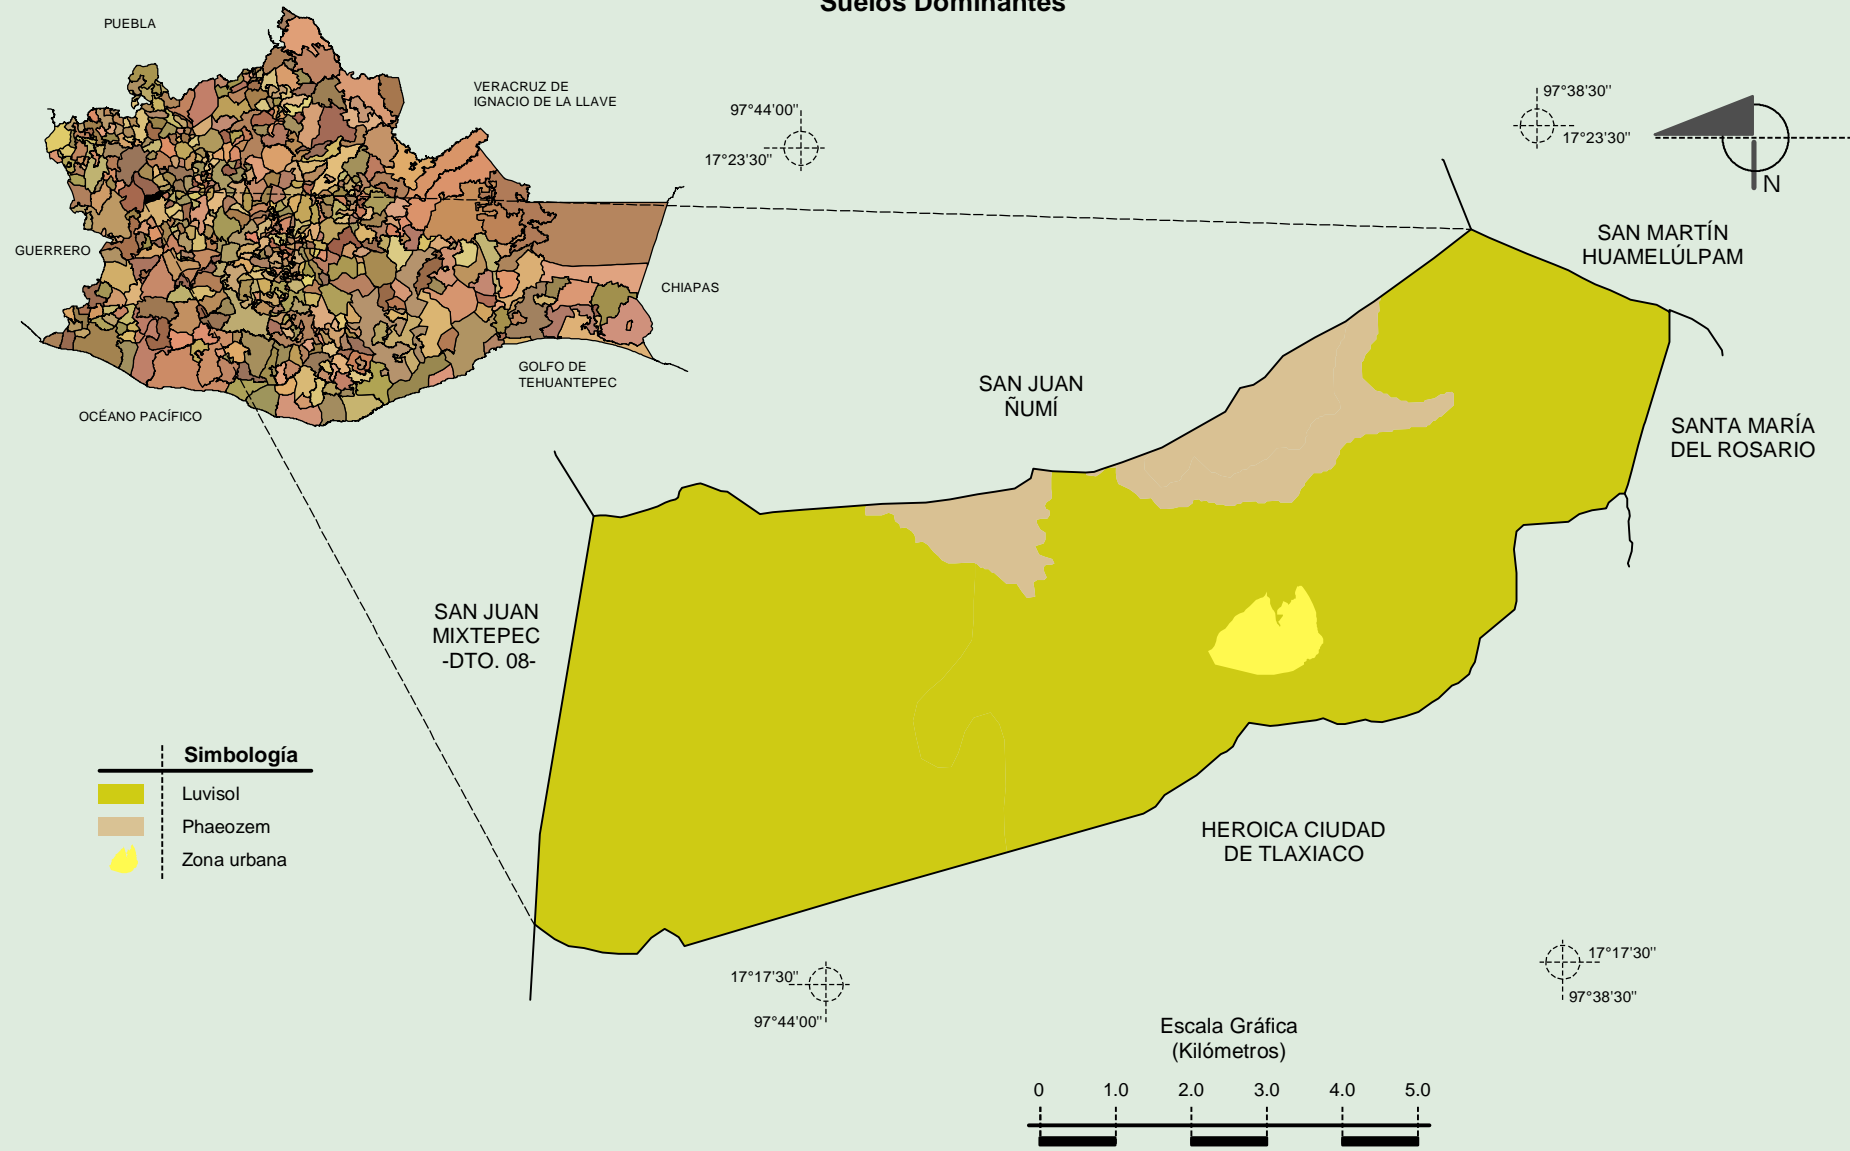 Suelos Dominantes
PUEBLA
VERACRUZ DE
IGNACIO DE LA LLAVE
GUERRERO
CHIAPAS
GOLFO DE
TEHUANTEPEC
OCÉANO PACÍFICO
97°44'00"
17°23'30"
97°38'30"
17°23'30"
N
SAN MARTÍN
HUAMELÚLPAM
SAN JUAN
ÑUMÍ
SANTA MARÍA
DEL ROSARIO
SAN JUAN
MIXTEPEC
-DTO. 08-
HEROICA CIUDAD
DE TLAXIACO
Simbología
Luvisol
Phaeozem
Zona urbana
17°17'30"
97°44'00"
17°17'30"
97°38'30"
Escala Gráfica
(Kilómetros)
0 1.0 2.0 3.0 4.0 5.0